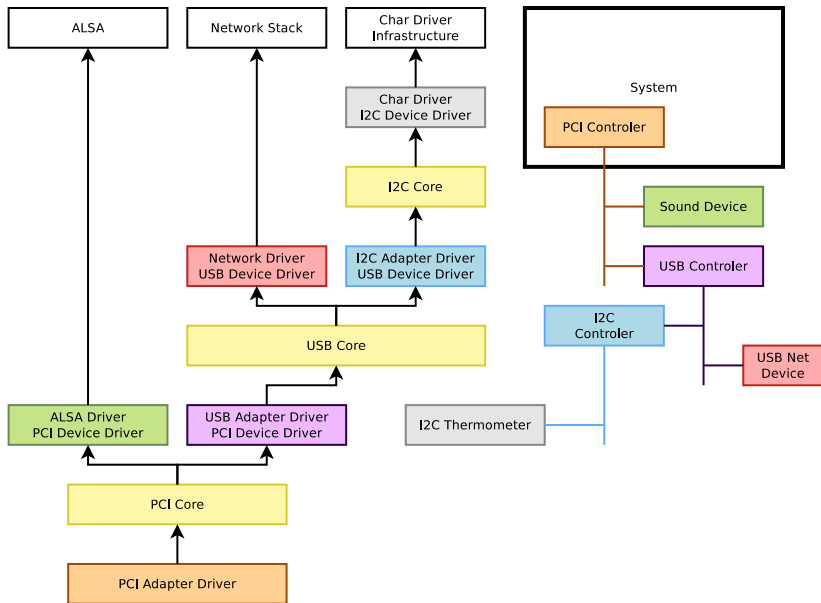 ALSA
Network Stack
Char Driver
Infrastructure
System
Char Driver
I2C Device Driver
PCI Controler
I2C Core
Sound Device
Network Driver
USB Device Driver
I2C Adapter Driver
USB Device Driver
USB Controler
I2C
Controler
USB Core
USB Net
Device
ALSA Driver
PCI Device Driver
USB Adapter Driver
PCI Device Driver
I2C Thermometer
PCI Core
PCI Adapter Driver